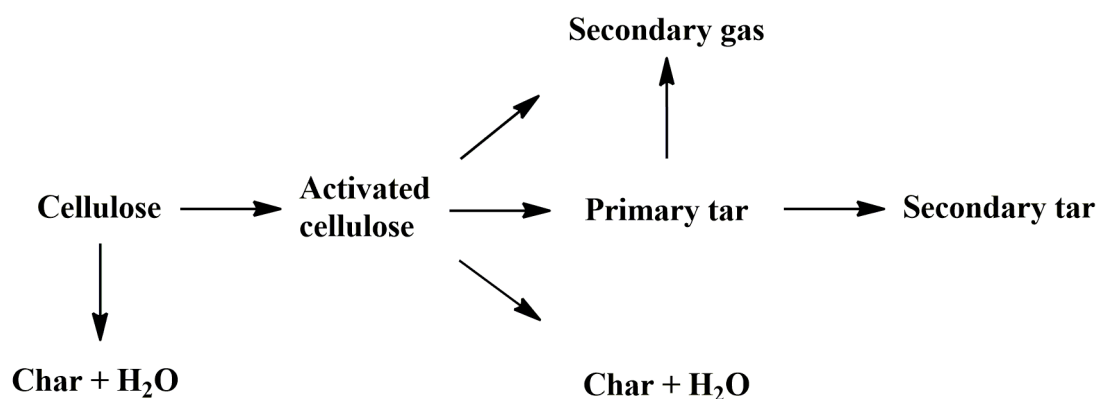 Secondary gas
Cellulose
Activated
cellulose
Primary tar
Secondary tar
Char + H₂O
Char + H₂O